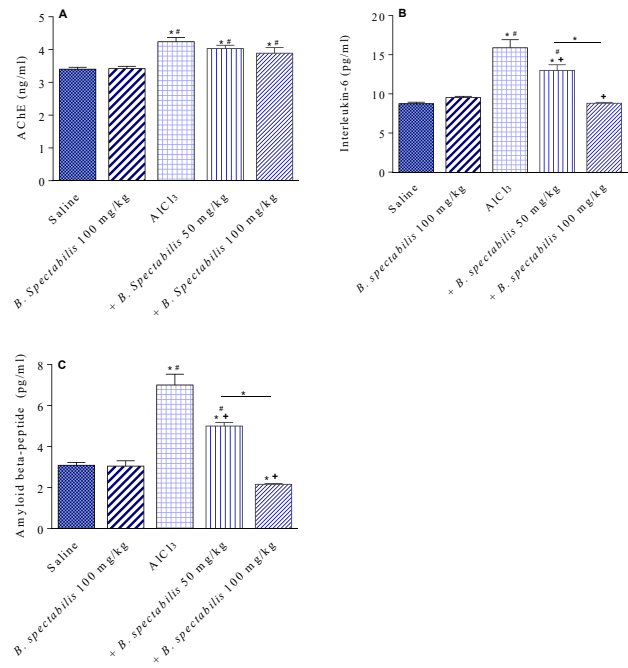 A
5
* #
* #
* #
4
3
2
1
0
AChE (ng/ml)
Saline
B. Spectabilis 100 mg/kg
AlCl3
+ B. Spectabilis 50 mg/kg
+ B. Spectabilis 100 mg/kg
B
20
* #
*
#
* +
+
15
10
5
0
Interleukin-6 (pg/ml)
Saline
B. spectabilis 100 mg/kg
AlCl3
+ B. spectabilis 50 mg/kg
+ B. spectabilis 100 mg/kg
C
8
* #
*
#
* +
* +
6
4
2
0
Amyloid beta-peptide (pg/ml)
Saline
B. spectabilis 100 mg/kg
AlCl3
+ B. spectabilis 50 mg/kg
+ B. spectabilis 100 mg/kg